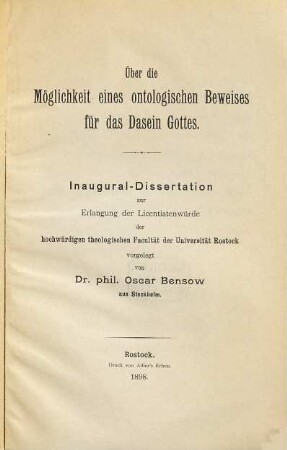 Über die
Möglichkeit eines ontologischen Beweises
für das Dasein Gottes.
Inaugural-Dissertation
zur
Erlangung der Licentiatenwürde
der
hochwürdigen theologischen Facultät der Universität Rostock
vorgelegt
von
Dr. phil. Oscar Bensow
aus Stockholm.
Rostock.
Druck von Adler's Erben.
1898.